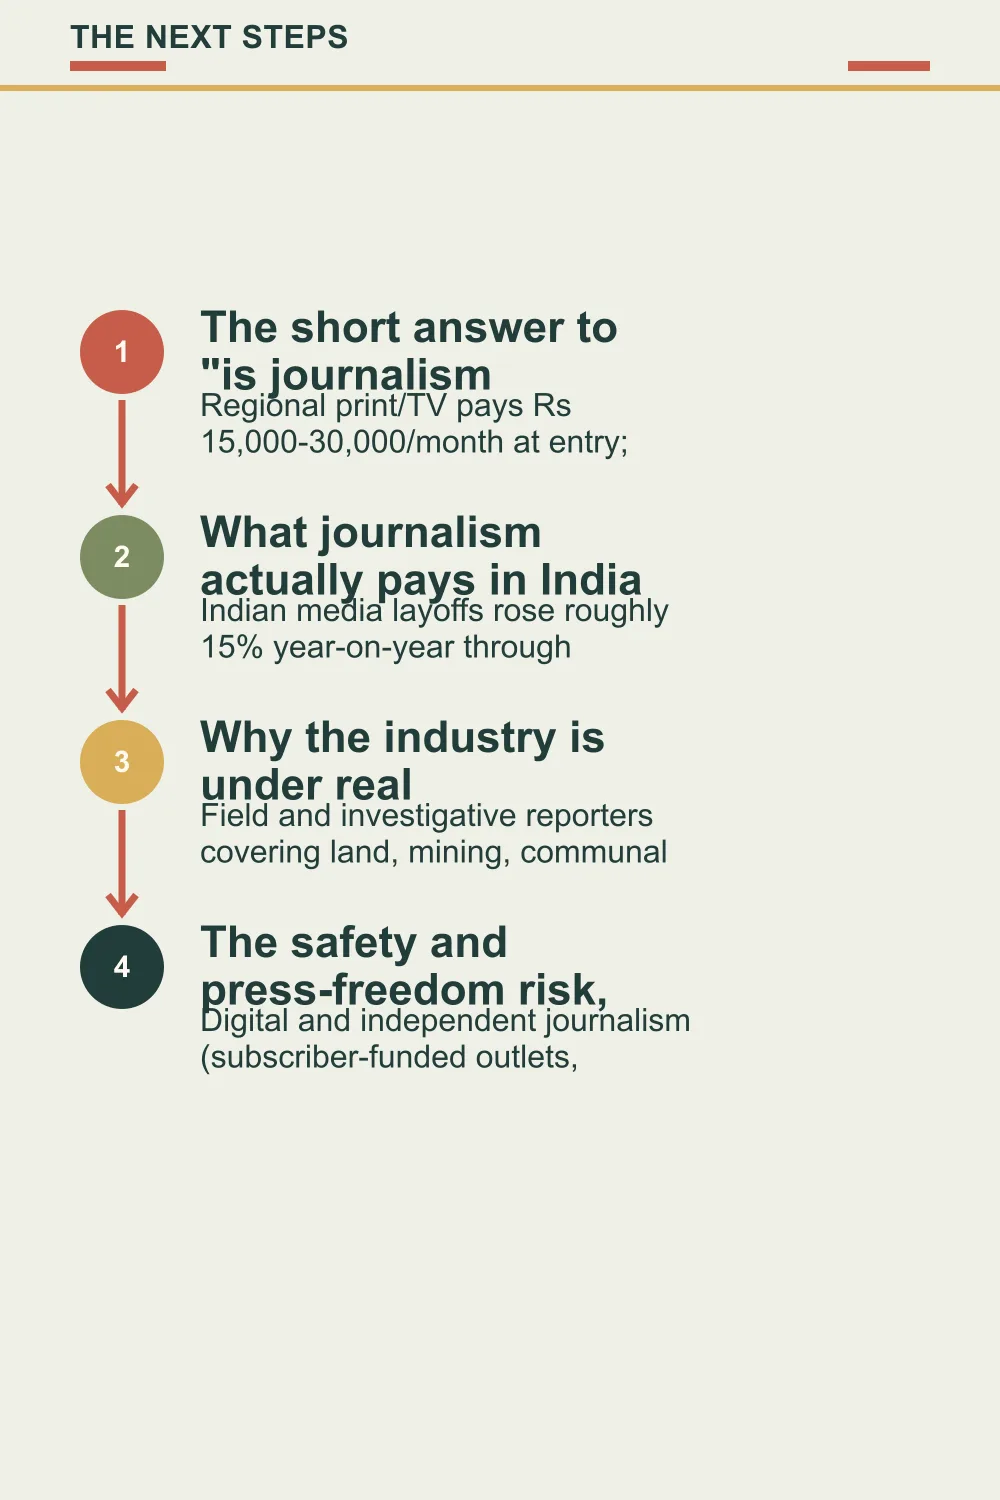 THE NEXT STEPS
1
The short answer to
"is journalism
Regional print/TV pays Rs
15,000-30,000/month at entry;
2
What journalism
actually pays in India
Indian media layoffs rose roughly
15% year-on-year through
3
Why the industry is
under real
Field and investigative reporters
covering land, mining, communal
4
The safety and
press-freedom risk,
Digital and independent journalism
(subscriber-funded outlets,